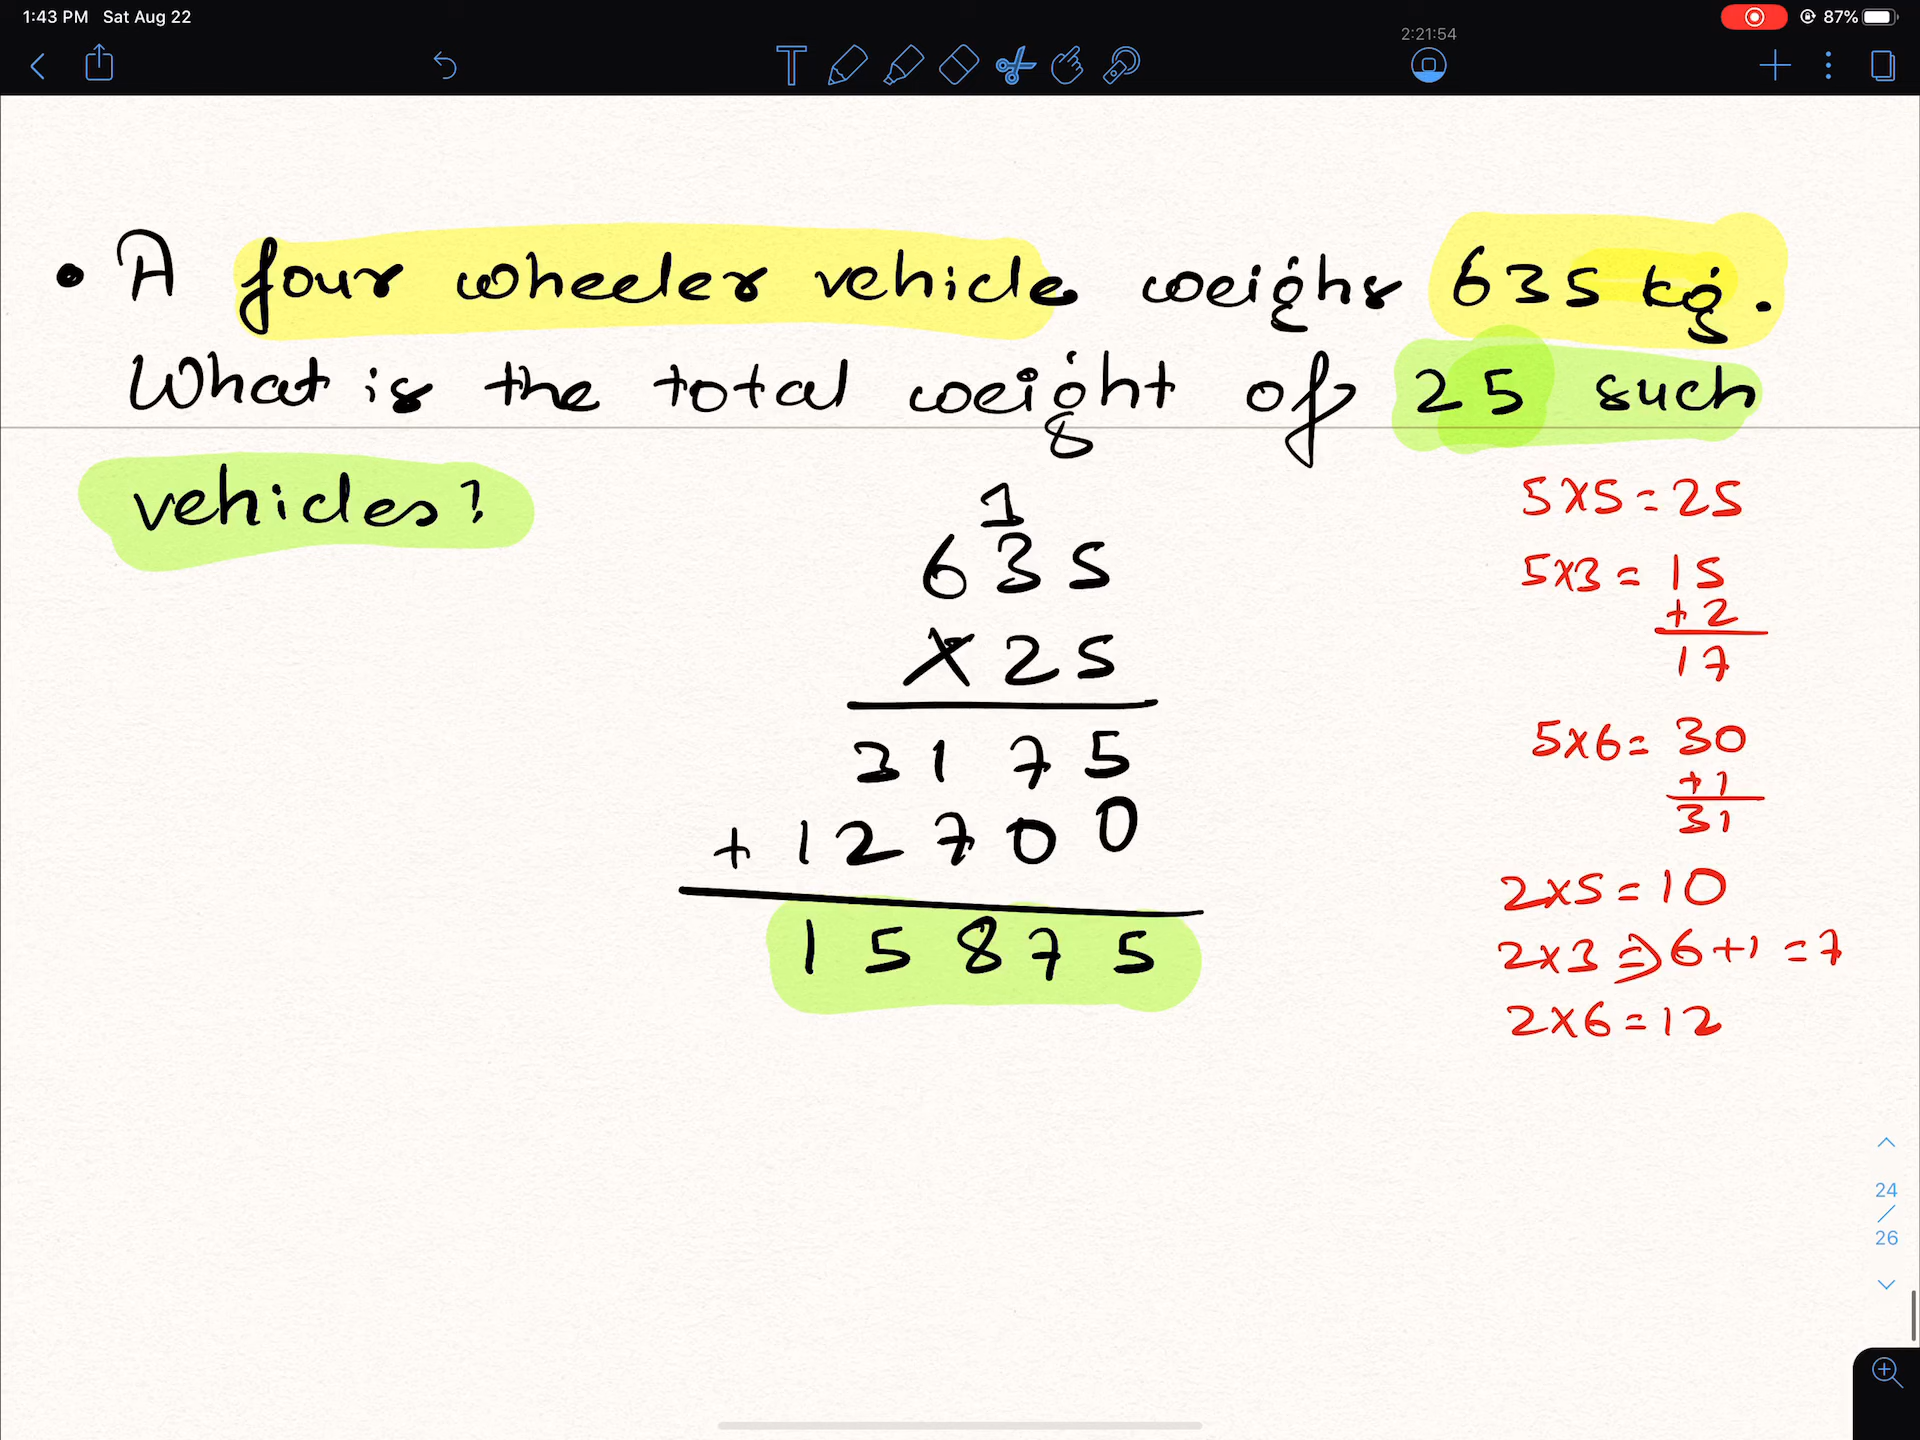 1:43 PM Sat Aug 22
87%
2:21:54
• A four wheeler vehicle weighs 635 kg.
What is the total weight of 25 such
vehicles?
1
635
X 25
3175
+ 12700
15875
5x5=25
5x3= 15
+2
17
5x6= 30
+1
31
2x5=10
2x3 => 6+1 =7
2x6=12
24
/
26